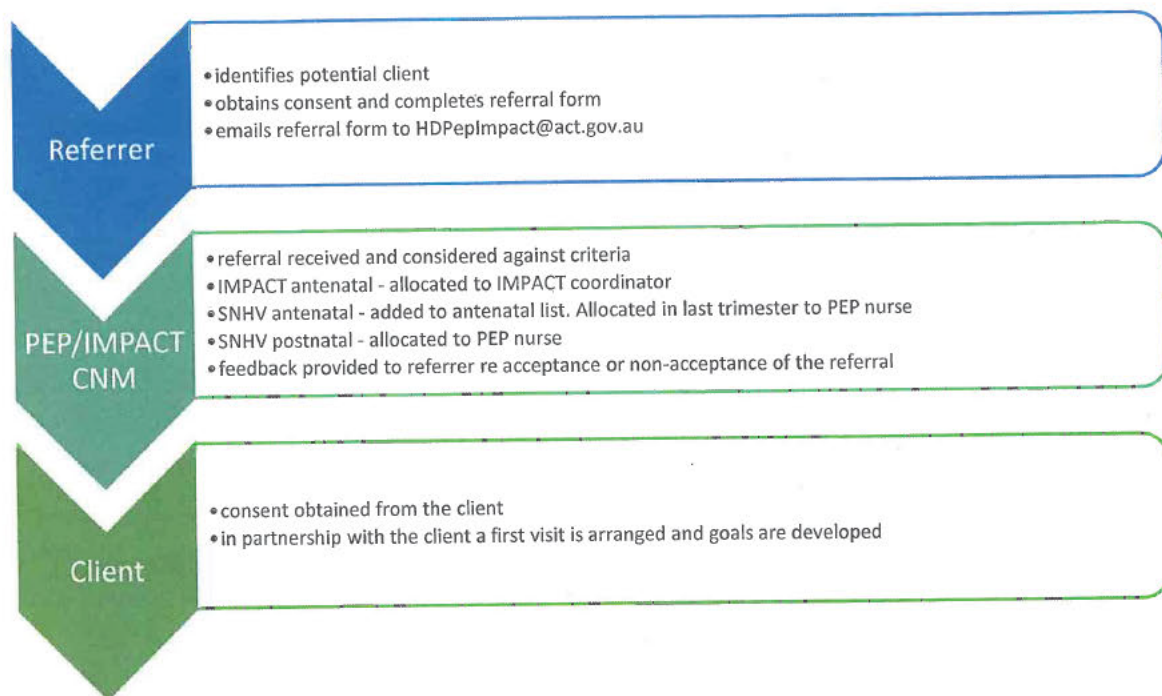 Referrer
• identifies potential client
• obtains consent and completes referral form
• emails referral form to HDPepImpact@act.gov.au
PEP/IMPACT
CNM
• referral received and considered against criteria
• IMPACT antenatal - allocated to IMPACT coordinator
• SNHV antenatal - added to antenatal list. Allocated in last trimester to PEP nurse
• SNHV postnatal - allocated to PEP nurse
• feedback provided to referrer re acceptance or non-acceptance of the referral
Client
• consent obtained from the client
• in partnership with the client a first visit is arranged and goals are developed